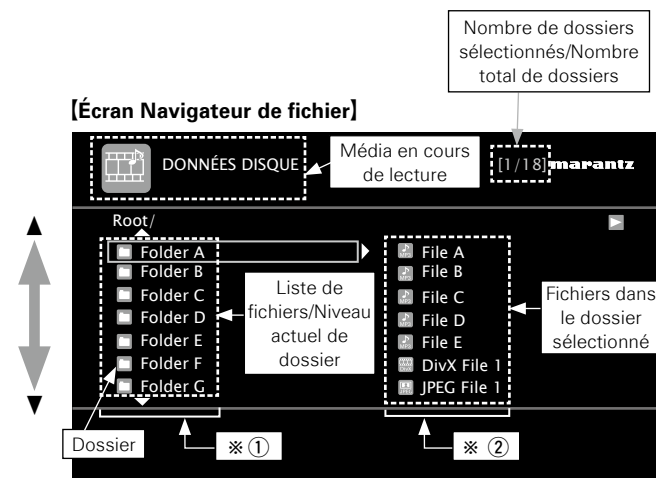 Nombre de dossiers
sélectionnés/Nombre
total de dossiers
[Écran Navigateur de fichier]
DONNÉES DISQUE
Média en cours
de lecture
[1/18]
marantz
Root/
Folder A
Folder B
Folder C
Folder D
Folder E
Folder F
Folder G
Liste de
fichiers/Niveau
actuel de
dossier
File A
File B
File C
File D
File E
DivX File 1
JPEG File 1
Fichiers dans
le dossier
sélectionné
Dossier
※①
※ ②